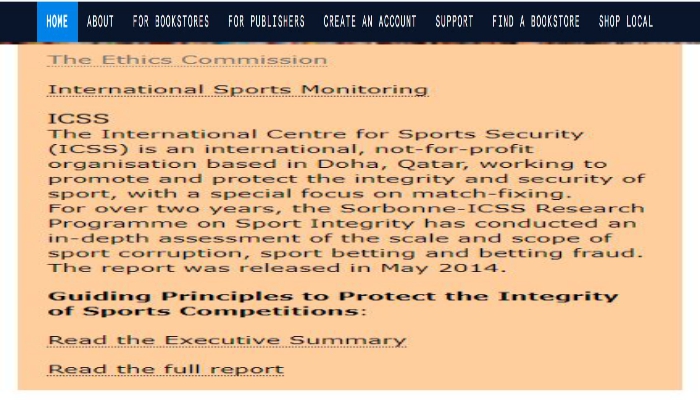 HOME ABOUT FOR BOOKSTORES FOR PUBLISHERS CREATE AN ACCOUNT SUPPORT FIND A BOOKSTORE SHOP LOCAL
The Ethics Commission
International Sports Monitoring
ICSS
The International Centre for Sports Security
(ICSS) is an international, not-for-profit
organisation based in Doha, Qatar, working to
promote and protect the integrity and security of
sport, with a special focus on match-fixing.
For over two years, the Sorbonne-ICSS Research
Programme on Sport Integrity has conducted an
in-depth assessment of the scale and scope of
sport corruption, sport betting and betting fraud.
The report was released in May 2014.
Guiding Principles to Protect the Integrity
of Sports Competitions:
Read the Executive Summary
Read the full report